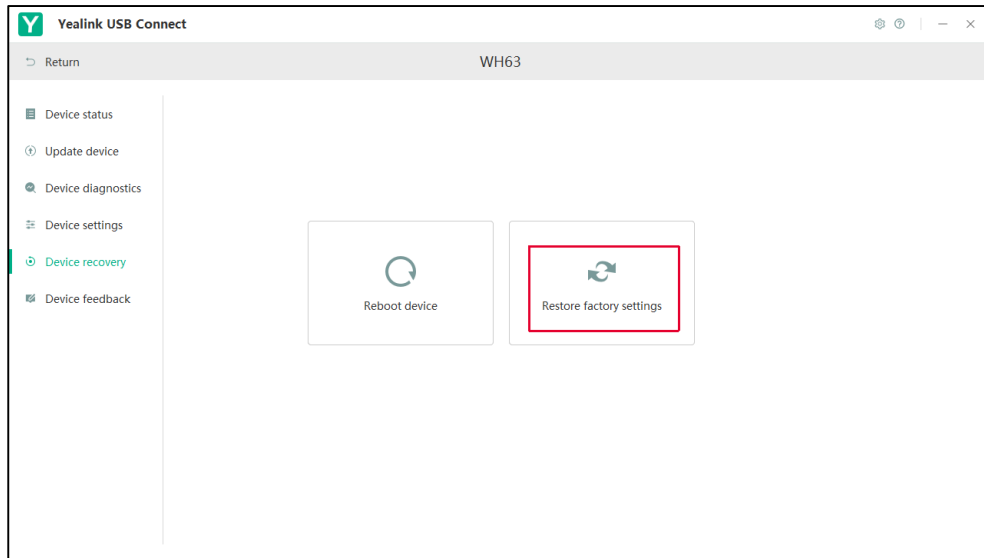 Y Yealink USB Connect
Return
WH63
Device status
Update device
Device diagnostics
Device settings
Device recovery
Device feedback
Reboot device
Restore factory settings